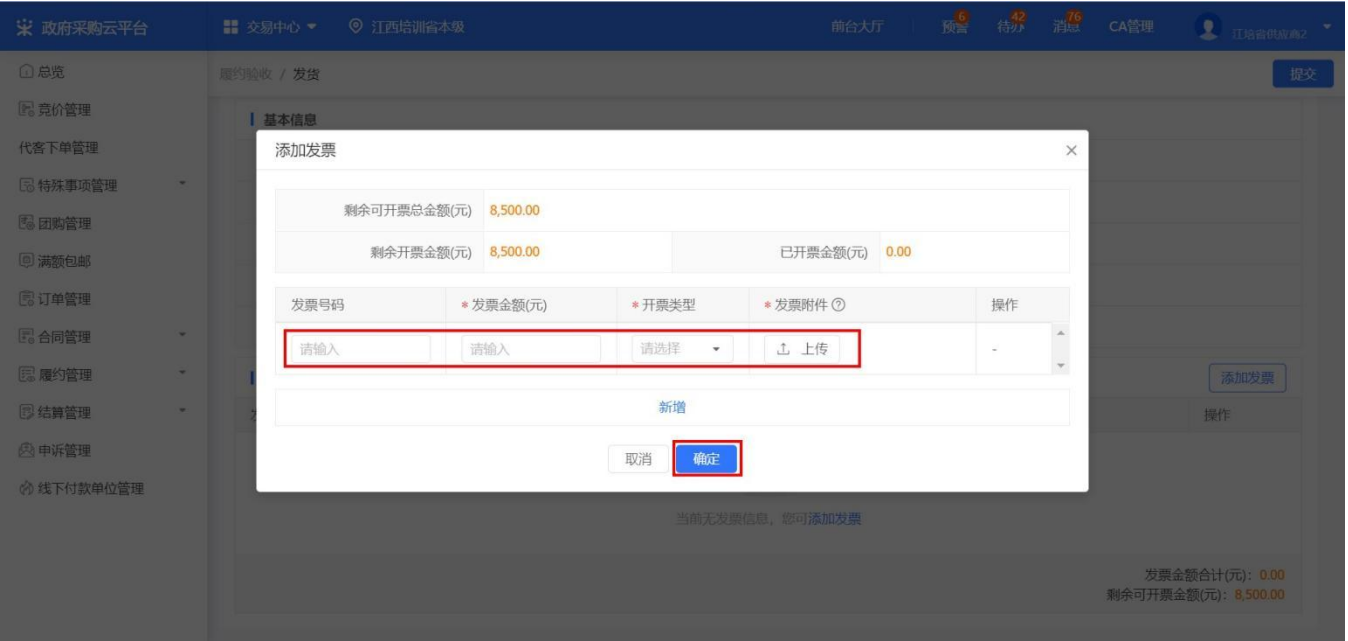 政府采购云平台 交易中心 江西培训省本级 前台大厅 预警 6 待办 42 消息 76 CA管理 江培省供应商2
总览
竞价管理
代客下单管理
特殊事项管理
团购管理
满额包邮
订单管理
合同管理
履约管理
结算管理
申诉管理
线下付款单位管理
履约验收 / 发货 提交
基本信息
添加发票 ×
剩余可开票总金额(元) 8,500.00
剩余开票金额(元) 8,500.00 已开票金额(元) 0.00
发票号码 * 发票金额(元) * 开票类型 * 发票附件 操作
请输入 请输入 请选择 上传 -
新增
取消 确定
添加发票
操作
当前无发票信息，您可添加发票
发票金额合计(元)：0.00
剩余可开票金额(元)：8,500.00